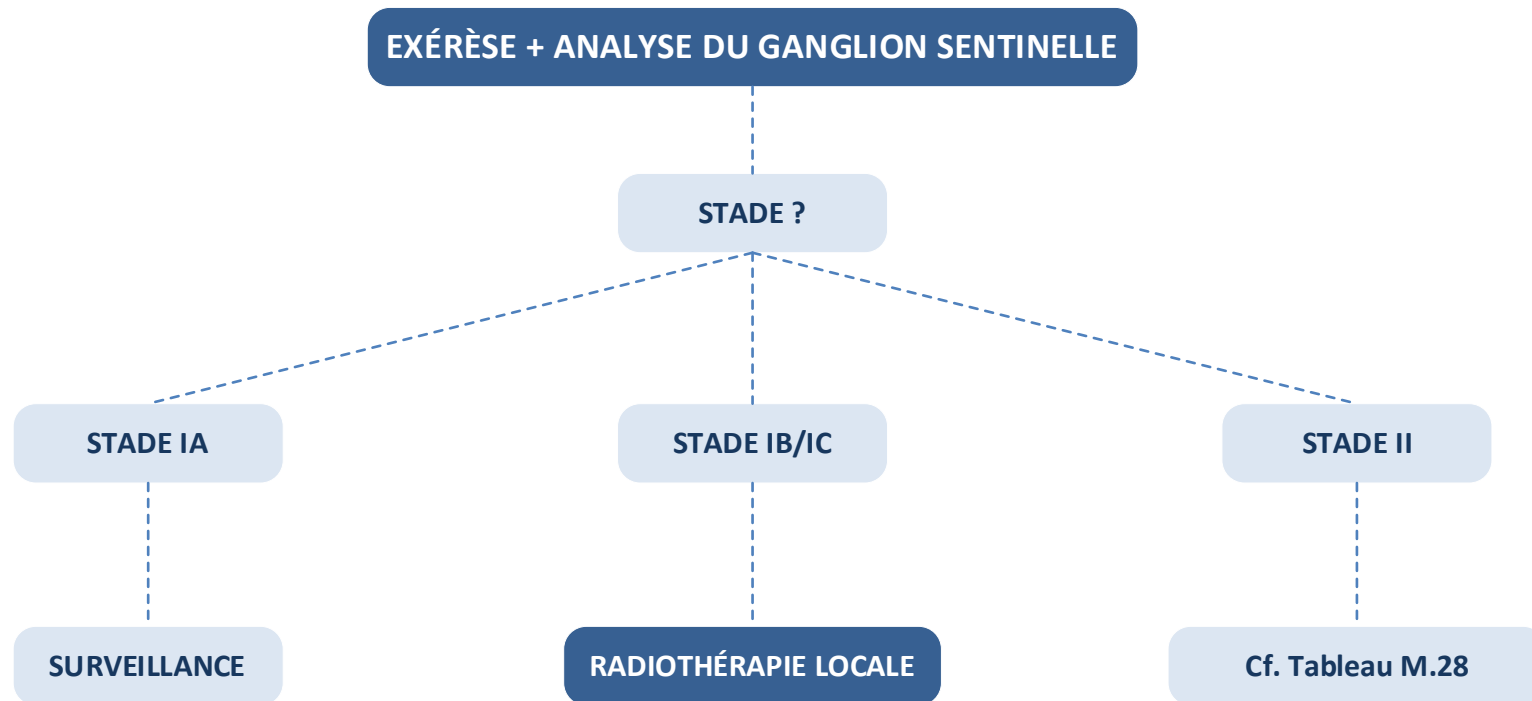 EXÉRÈSE + ANALYSE DU GANGLION SENTINELLE
STADE ?
STADE IA
STADE IB/IC
STADE II
SURVEILLANCE
RADIOTHÉRAPIE LOCALE
Cf. Tableau M.28